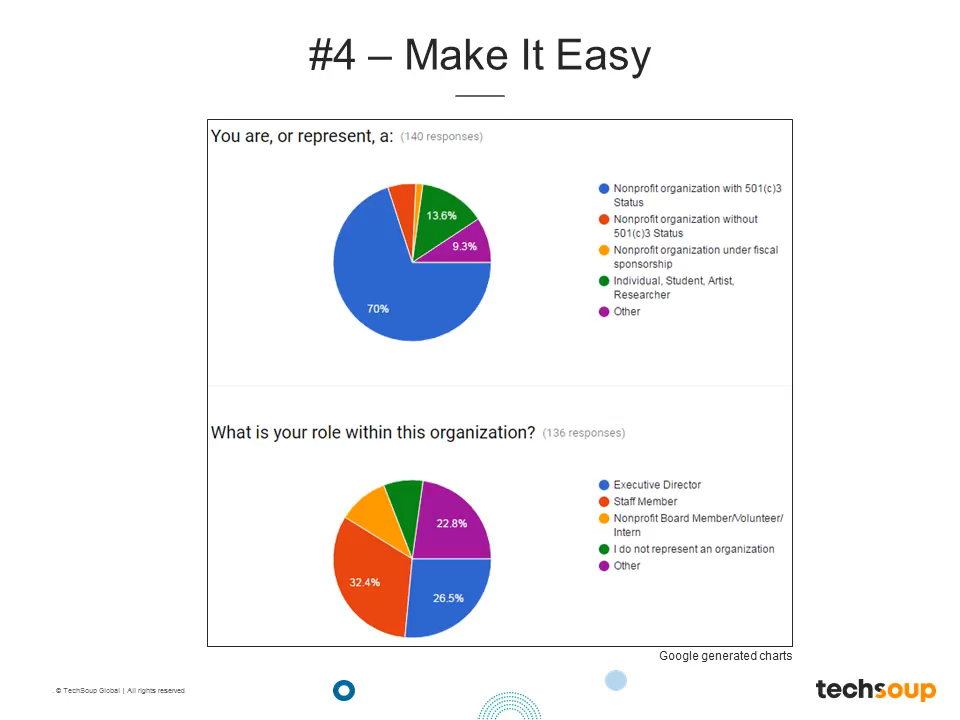 #4 – Make It Easy
You are, or represent, a: (140 responses)
13.6%
9.3%
70%
Nonprofit organization with 501(c)3
Status
Nonprofit organization without
501(c)3 Status
Nonprofit organization under fiscal
sponsorship
Individual, Student, Artist,
Researcher
Other
What is your role within this organization? (136 responses)
22.8%
32.4%
26.5%
Executive Director
Staff Member
Nonprofit Board Member/Volunteer/
Intern
I do not represent an organization
Other
Google generated charts
. © TechSoup Global | All rights reserved
techsoup